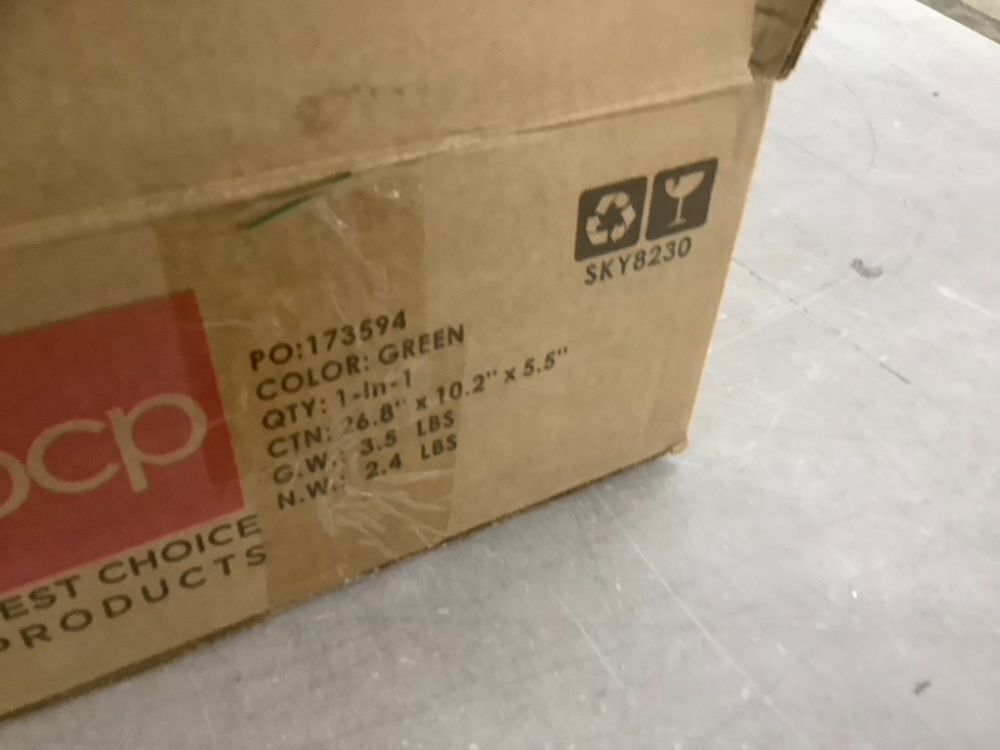 SKY8230
PO:173594
COLOR: GREEN
QTY: 1-in-1
CTN: 26.8" x 10.2" x 5.5"
G.W.: 3.5 LBS
N.W.: 2.4 LBS
bcp
EST CHOICE
PRODUCTS